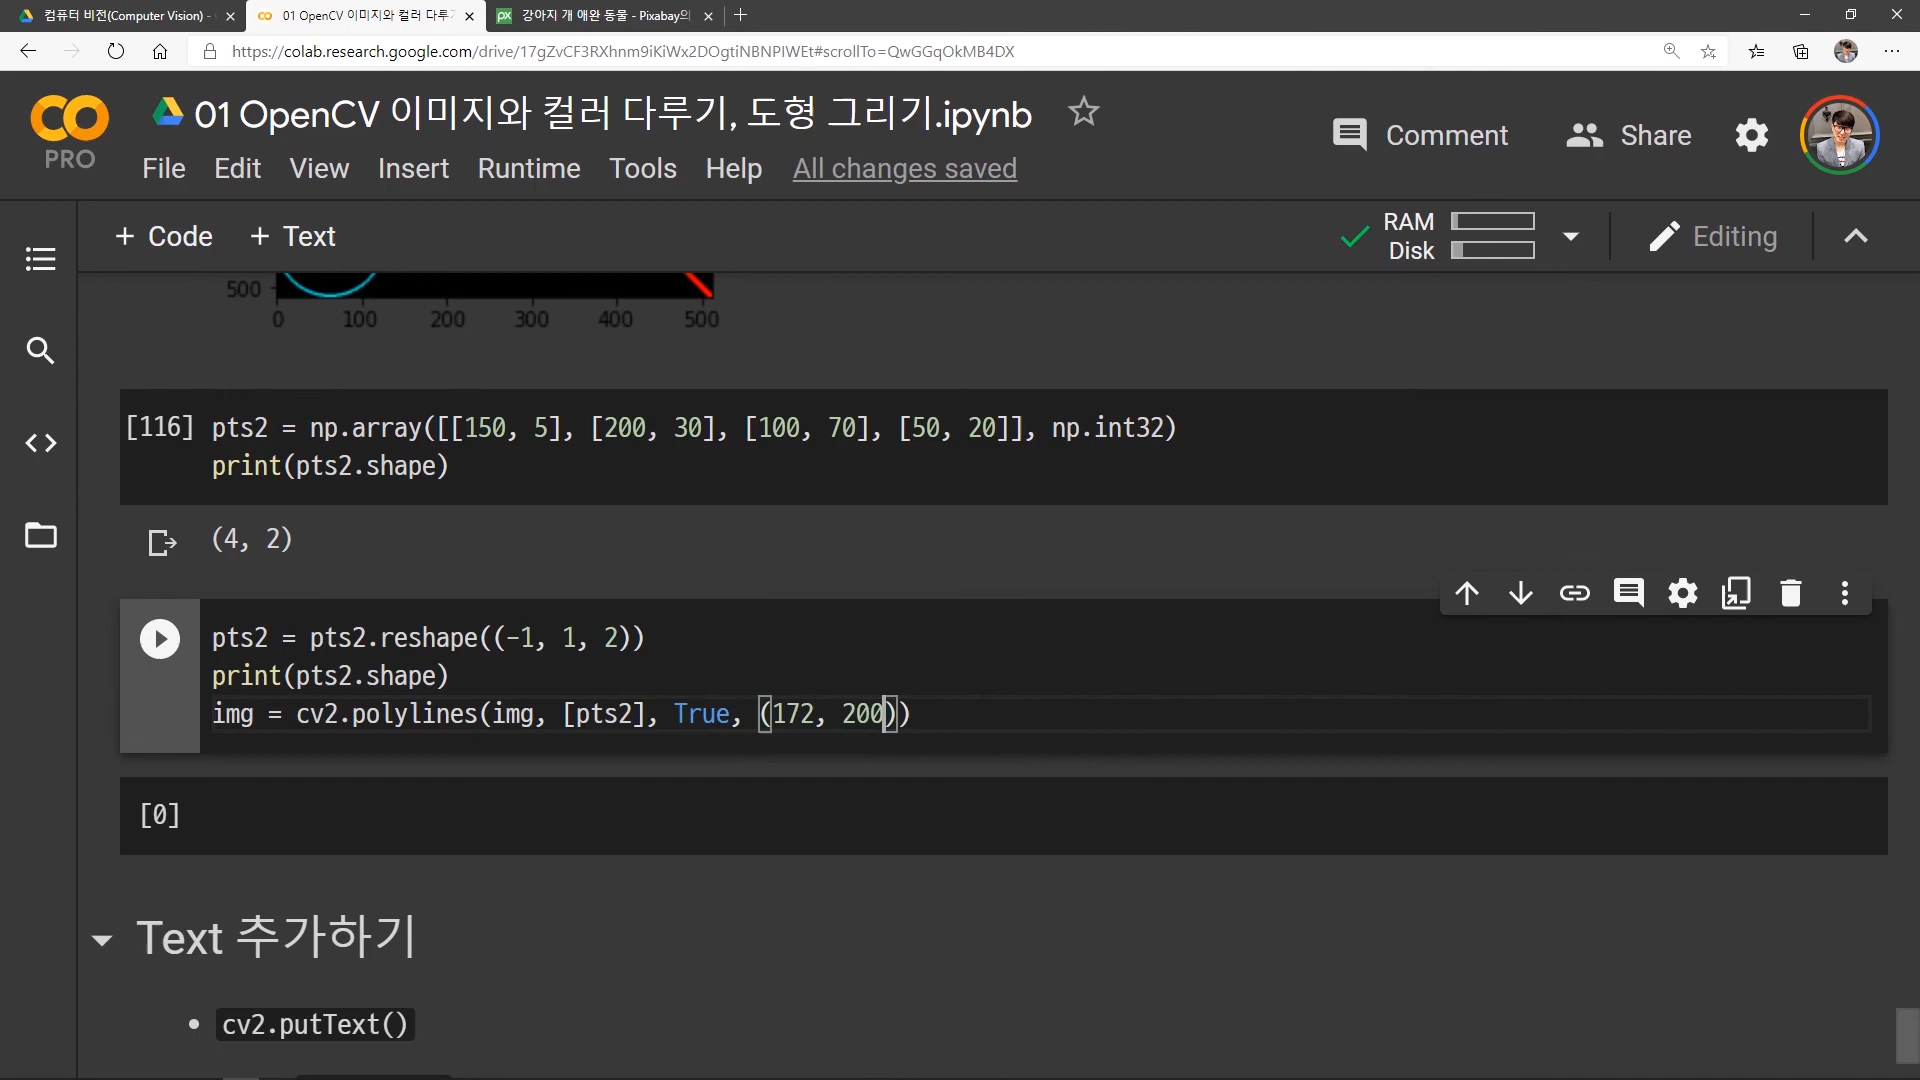 컴퓨터 비전(Computer Vision) -
01 OpenCV 이미지와 컬러 다루기
px 강아지 개 애완 동물 - Pixabay의
https://colab.research.google.com/drive/17gZvCF3RXhnm9iKiWx2DOgtiNBNPIWEt#scrollTo=QwGGqOkMB4DX
PRO
01 OpenCV 이미지와 컬러 다루기, 도형 그리기.ipynb
Comment
Share
File Edit View Insert Runtime Tools Help All changes saved
+ Code + Text
RAM
Disk
Editing
500
0 100 200 300 400 500
[116] pts2 = np.array([[150, 5], [200, 30], [100, 70], [50, 20]], np.int32)
print(pts2.shape)
(4, 2)
pts2 = pts2.reshape((-1, 1, 2))
print(pts2.shape)
img = cv2.polylines(img, [pts2], True, (172, 200))
[0]
Text 추가하기
• cv2.putText()